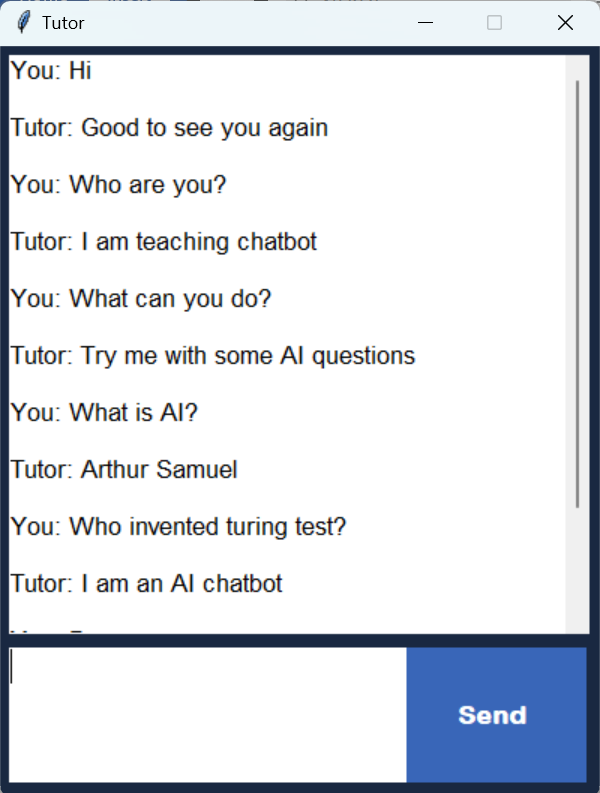 Tutor
You: Hi
Tutor: Good to see you again
You: Who are you?
Tutor: I am teaching chatbot
You: What can you do?
Tutor: Try me with some AI questions
You: What is AI?
Tutor: Arthur Samuel
You: Who invented turing test?
Tutor: I am an AI chatbot
Send